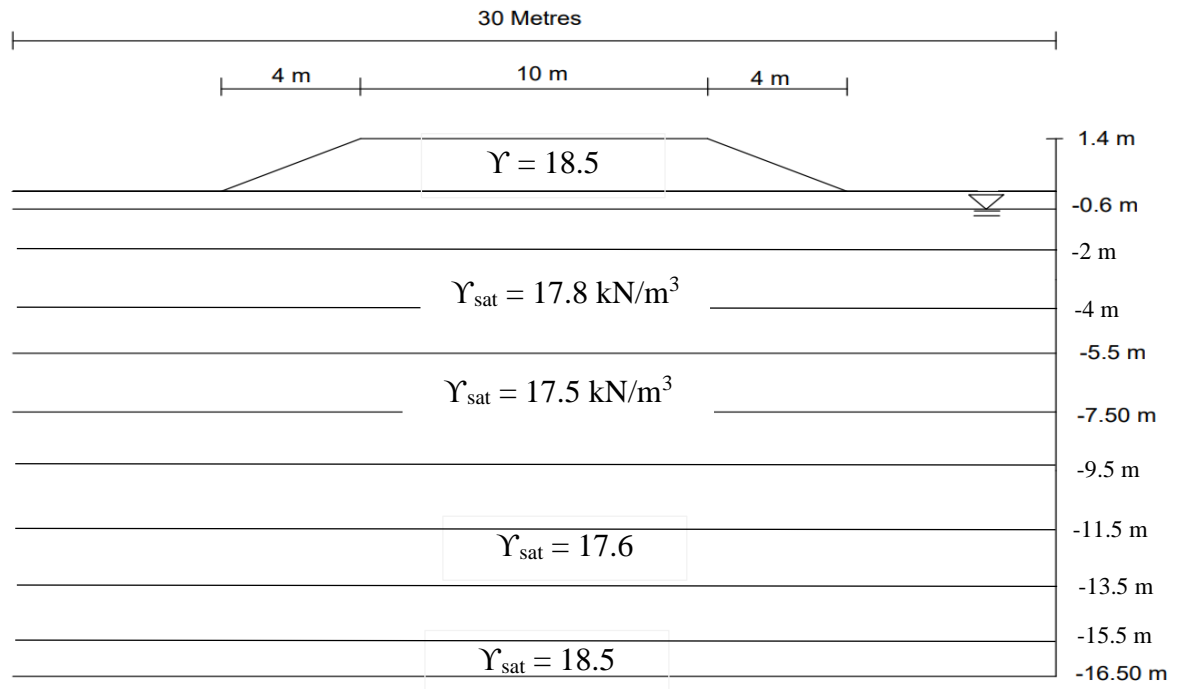 30 Metres
4 m
10 m
4 m
1.4 m
ϒ = 18.5
-0.6 m
-2 m
ϒsat = 17.8 kN/m³
-4 m
-5.5 m
ϒsat = 17.5 kN/m³
-7.50 m
-9.5 m
-11.5 m
ϒsat = 17.6
-13.5 m
-15.5 m
ϒsat = 18.5
-16.50 m